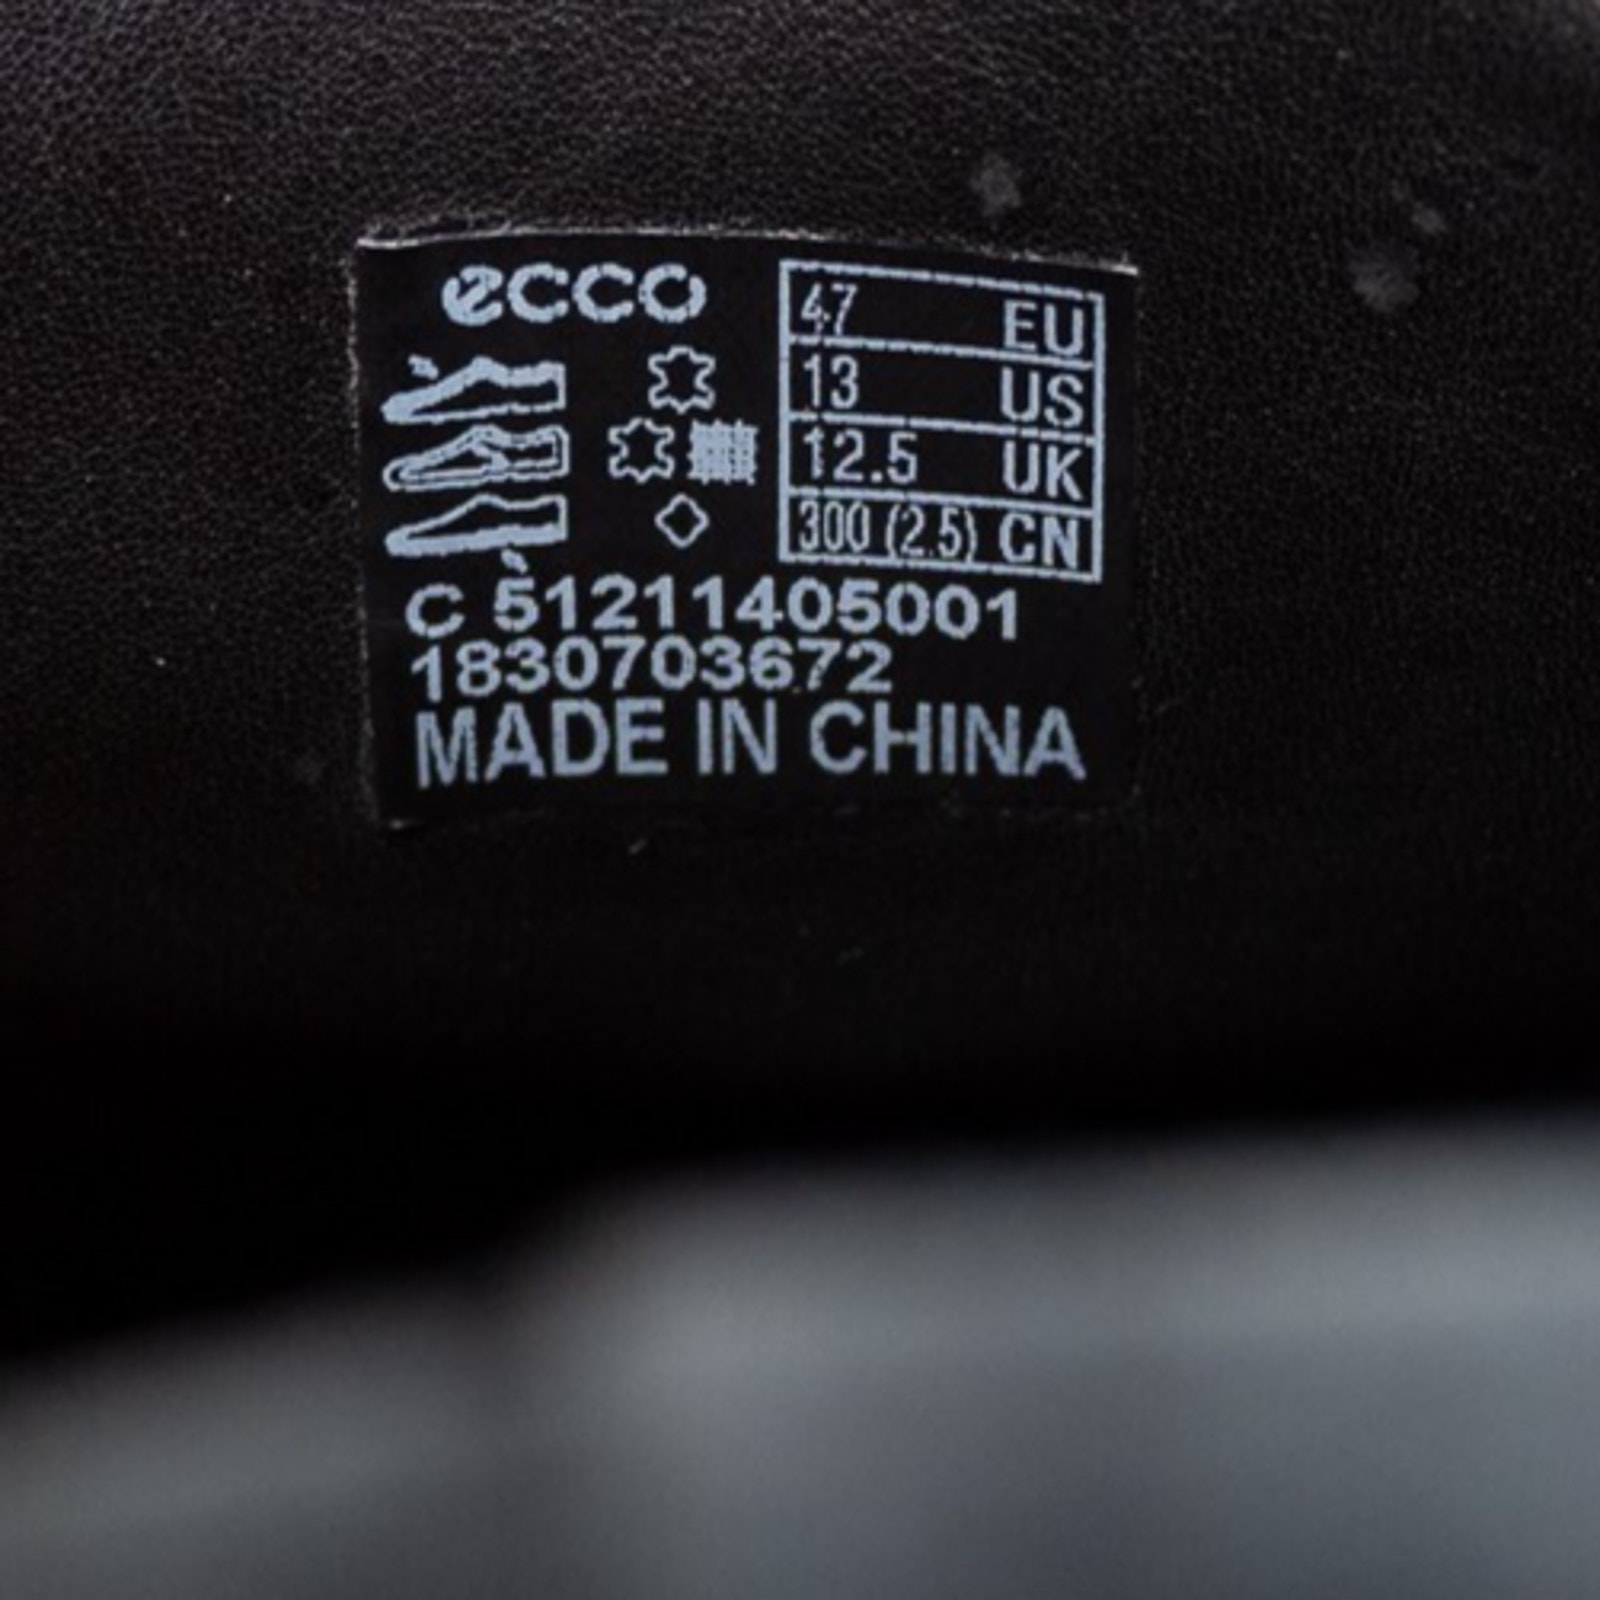 ecco
47 EU
13 US
12.5 UK
300 (2.5) CN
C 51211405001
1830703672
MADE IN CHINA